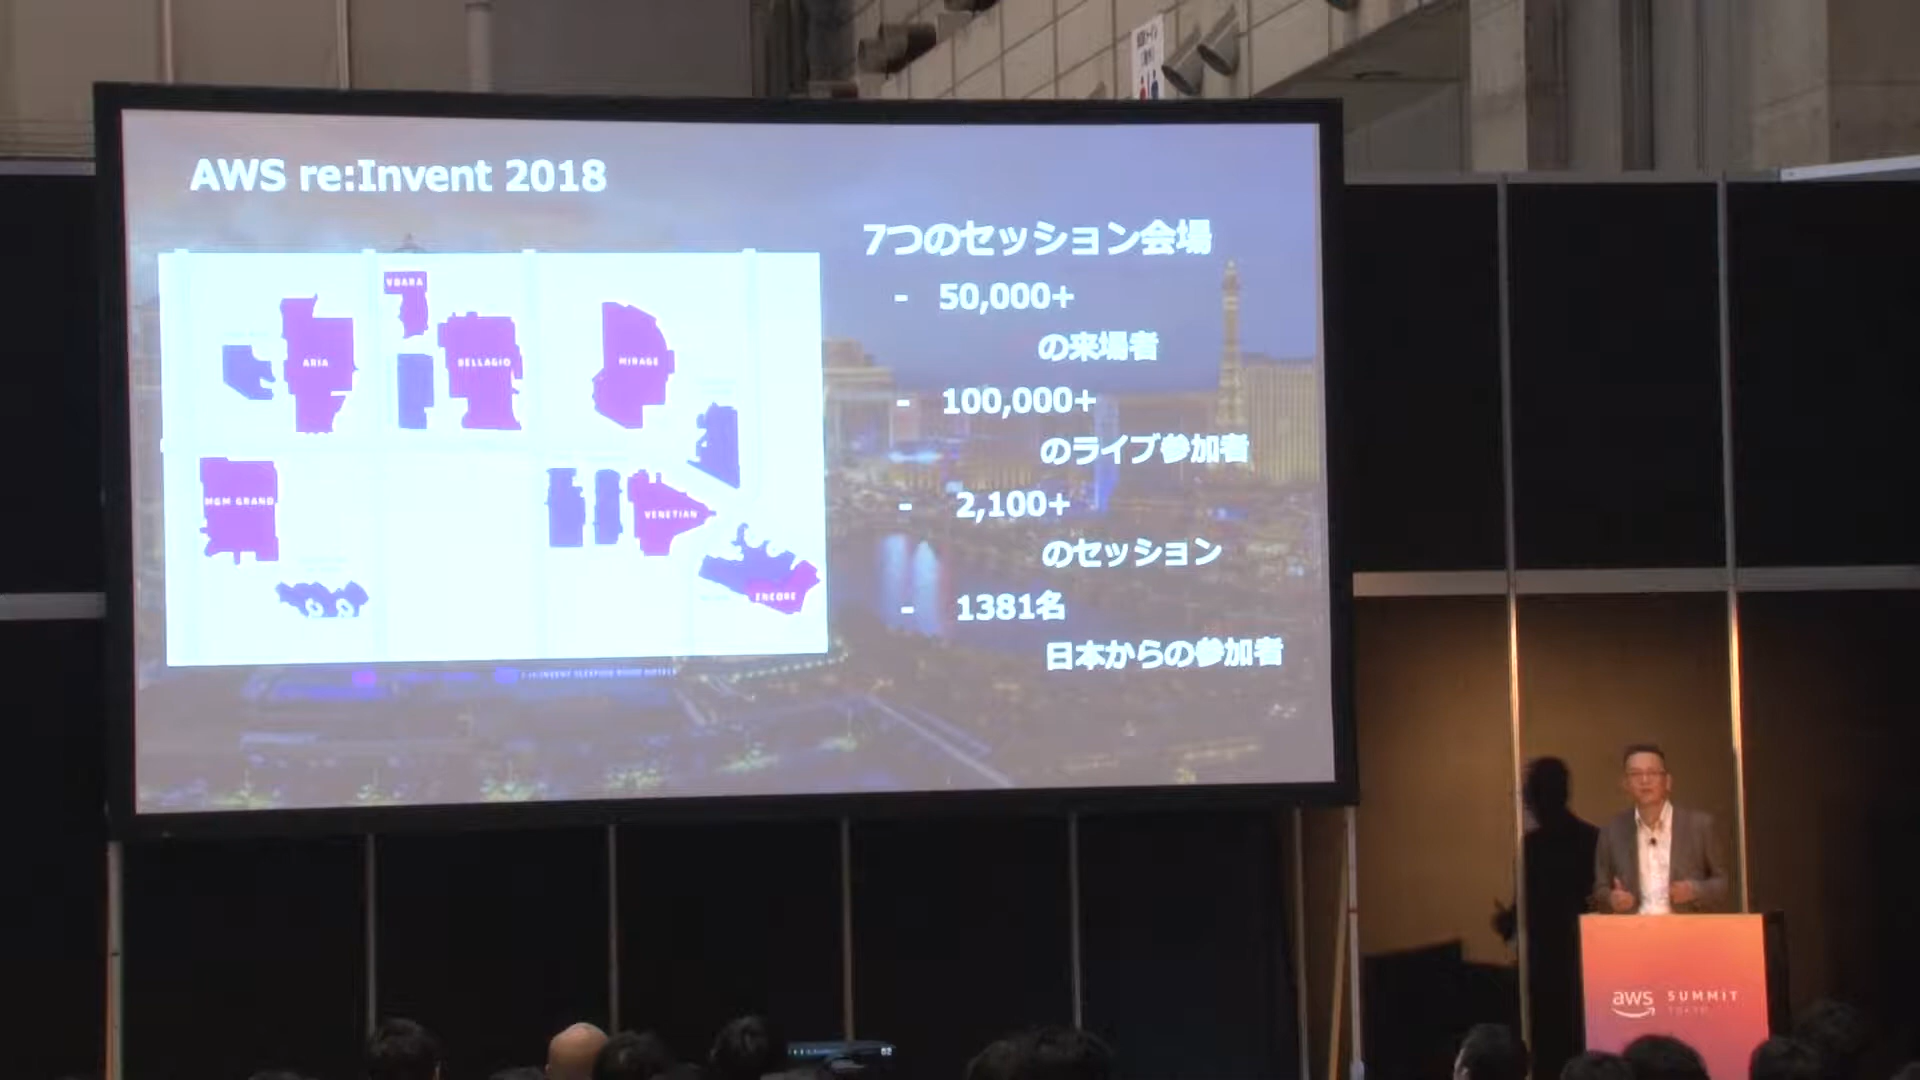 AWS re:Invent 2018
7つのセッション会場
- 50,000+
の来場者
- 100,000+
のライブ参加者
- 2,100+
のセッション
- 1381名
日本からの参加者
VDARA
ARIA
BELLAGIO
MIRAGE
MGM GRAND
VENETIAN
ENCORE
aws SUMMIT
TOKYO